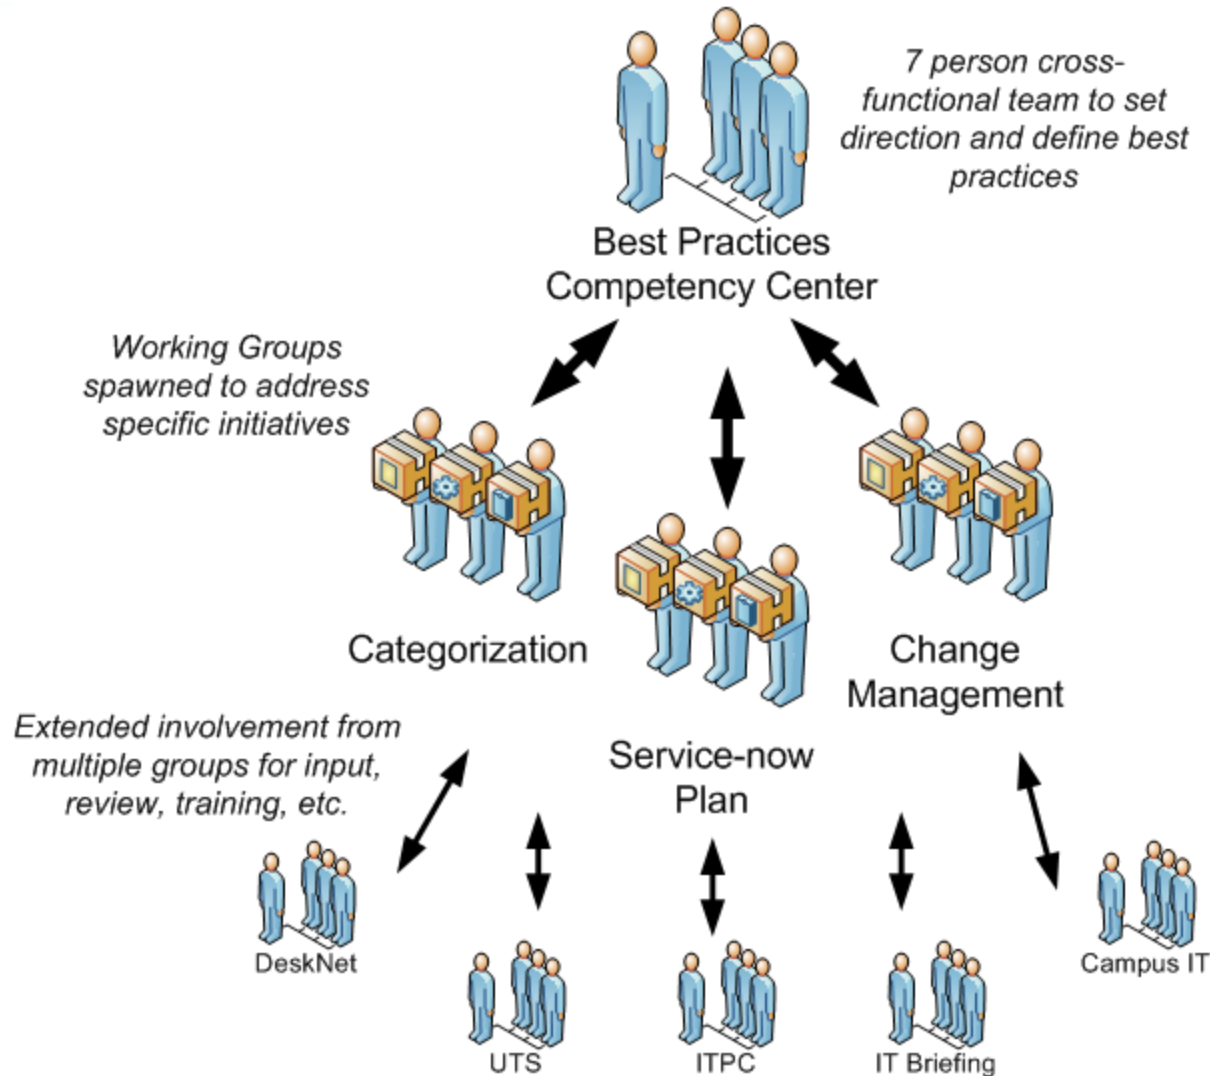 7 person cross-
functional team to set
direction and define best
practices
Best Practices
Competency Center
Working Groups
spawned to address
specific initiatives
Categorization
Change
Management
Extended involvement from
multiple groups for input,
review, training, etc.
Service-now
Plan
DeskNet
Campus IT
UTS
ITPC
IT Briefing